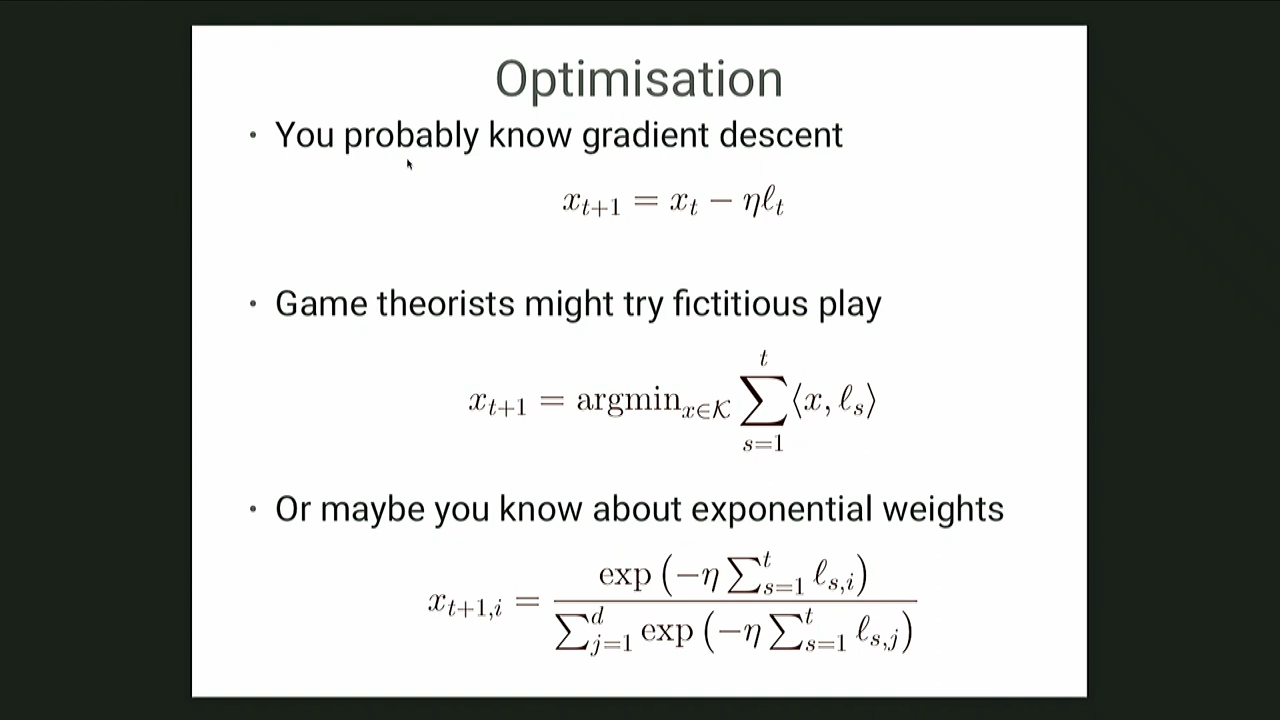 Optimisation
• You probably know gradient descent
x_{t+1} = x_t − ηℓ_t
• Game theorists might try fictitious play
x_{t+1} = argmin_{x∈𝒦} ∑_{s=1}^{t} ⟨x, ℓ_s⟩
• Or maybe you know about exponential weights
x_{t+1,i} = \frac{exp(−η ∑_{s=1}^{t} ℓ_{s,i})}{∑_{j=1}^{d} exp(−η ∑_{s=1}^{t} ℓ_{s,j})}